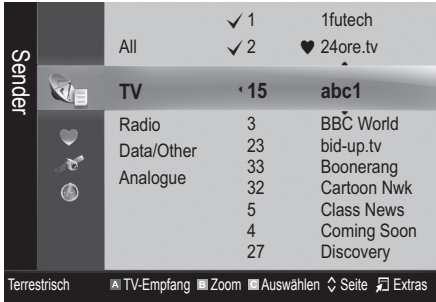 Sender
✓ 1 1futech
All ✓ 2 ♥ 24ore.tv
TV 15 abc1
Radio 3 BBC World
Data/Other 23 bid-up.tv
Analogue 33 Boonerang
32 Cartoon Nwk
5 Class News
4 Coming Soon
27 Discovery
Terrestrisch A TV-Empfang B Zoom C Auswählen Seite Extras